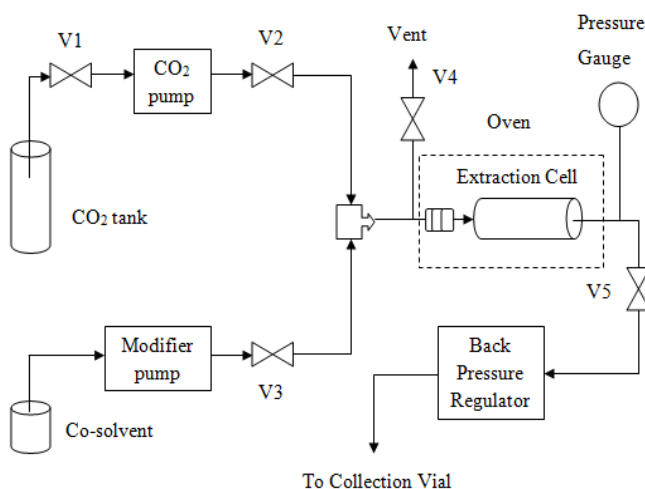 V1
CO₂
pump
V2
Vent
V4
Pressure
Gauge
Oven
Extraction Cell
CO₂ tank
V5
Modifier
pump
V3
Back
Pressure
Regulator
Co-solvent
To Collection Vial